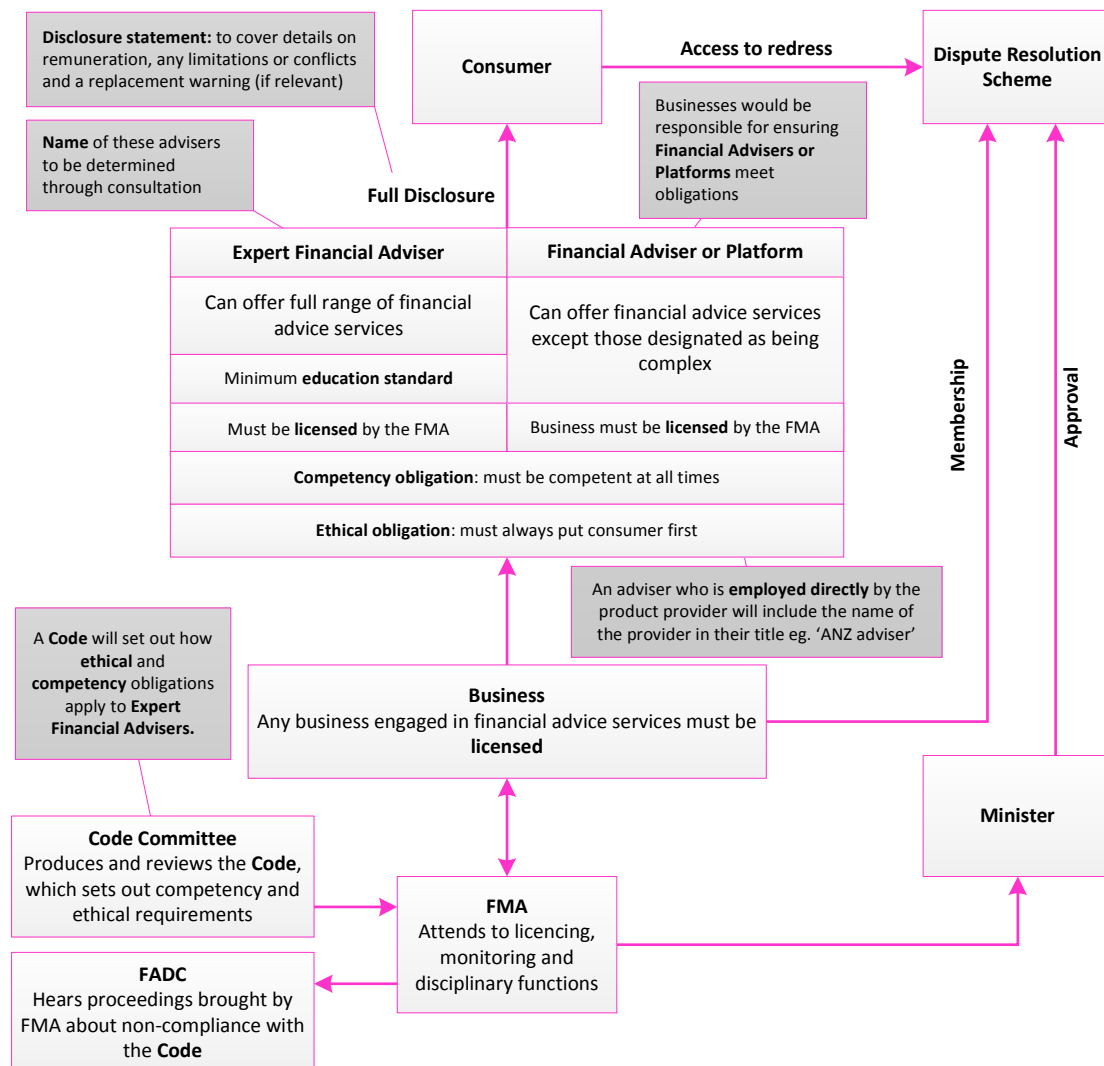 Disclosure statement: to cover details on
remuneration, any limitations or conflicts
and a replacement warning (if relevant)
Consumer
Access to redress
Dispute Resolution
Scheme
Name of these advisers
to be determined
through consultation
Businesses would be
responsible for ensuring
Financial Advisers or
Platforms meet
obligations
Full Disclosure
Expert Financial Adviser
Financial Adviser or Platform
Can offer full range of financial
advice services
Can offer financial advice services
except those designated as being
complex
Minimum education standard
Must be licensed by the FMA
Business must be licensed by the FMA
Competency obligation: must be competent at all times
Ethical obligation: must always put consumer first
Membership
Approval
An adviser who is employed directly by the
product provider will include the name of
the provider in their title eg. ‘ANZ adviser’
A Code will set out how
ethical and
competency obligations
apply to Expert
Financial Advisers.
Business
Any business engaged in financial advice services must be
licensed
Minister
Code Committee
Produces and reviews the Code,
which sets out competency and
ethical requirements
FMA
Attends to licencing,
monitoring and
disciplinary functions
FADC
Hears proceedings brought by
FMA about non-compliance with
the Code